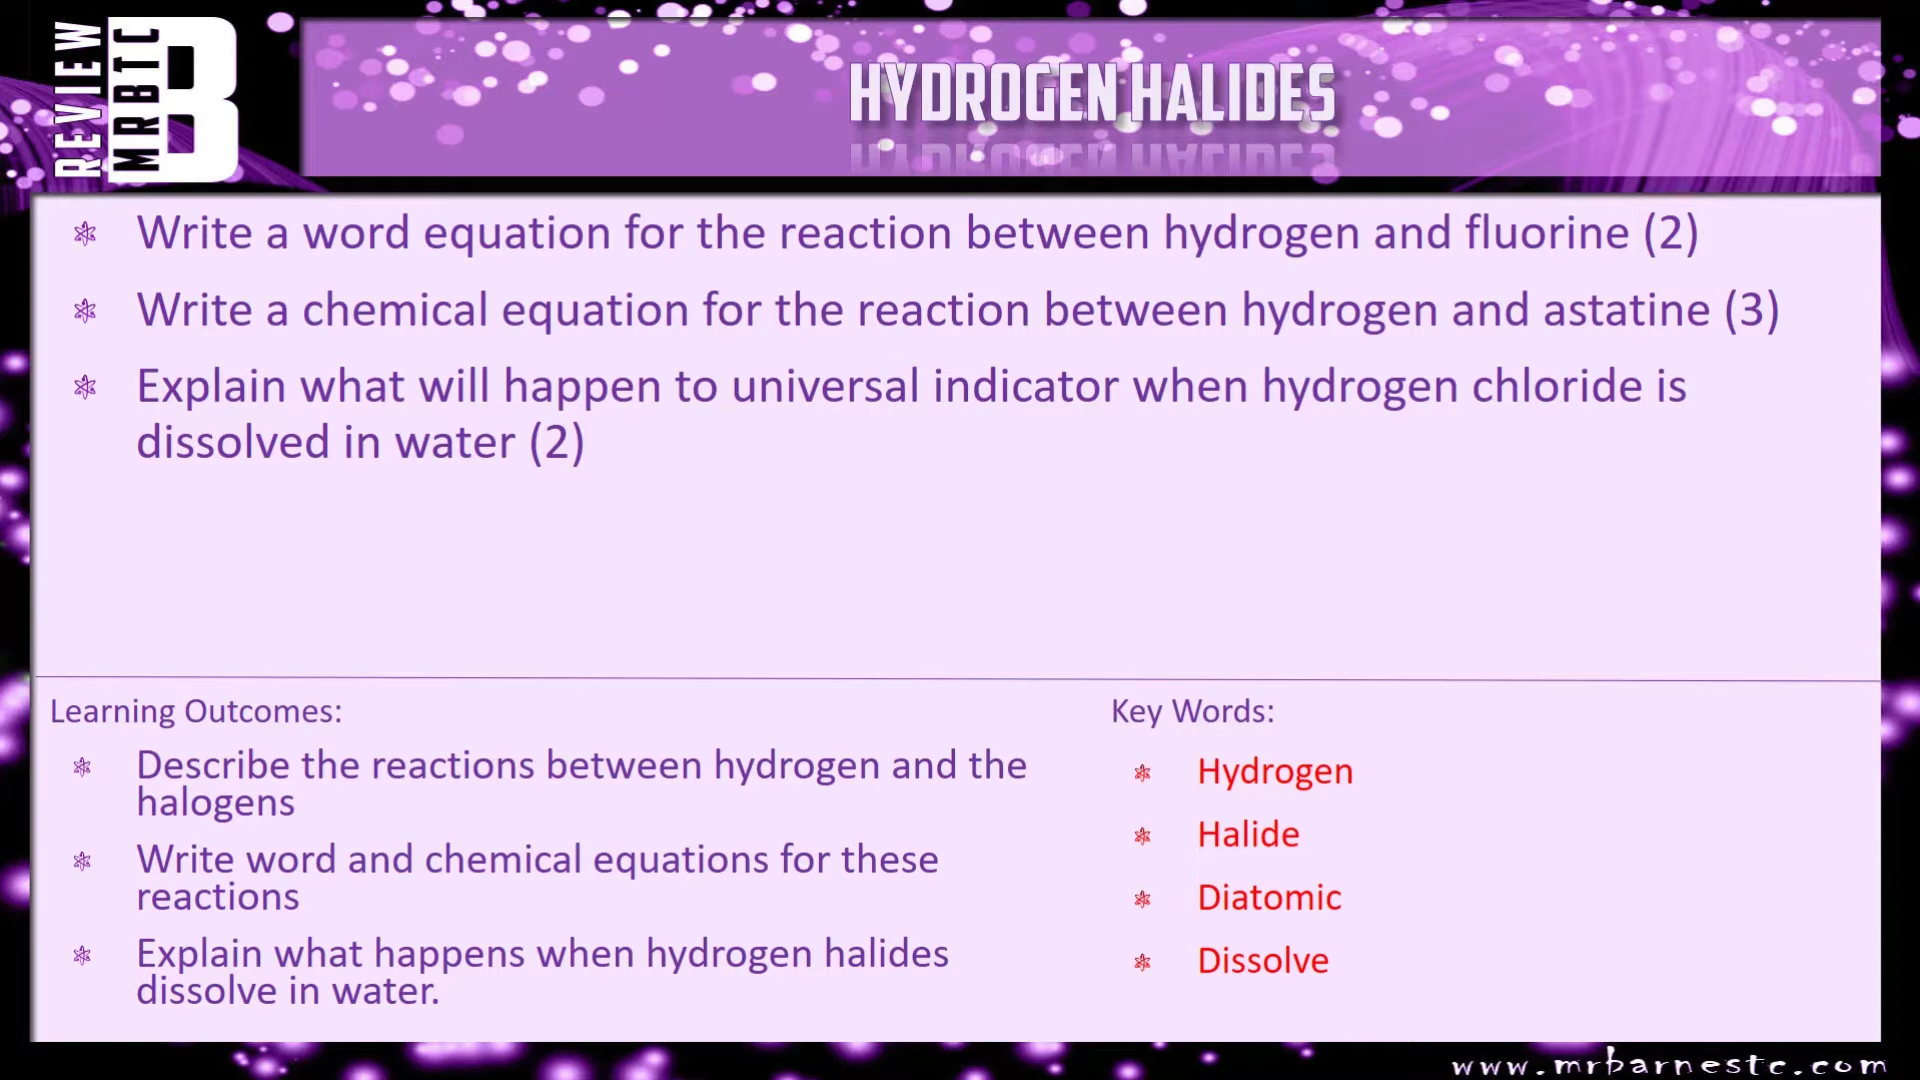 REVIEW
MRBTC
B
HYDROGEN HALIDES
Write a word equation for the reaction between hydrogen and fluorine (2)
Write a chemical equation for the reaction between hydrogen and astatine (3)
Explain what will happen to universal indicator when hydrogen chloride is
dissolved in water (2)
Learning Outcomes:
Describe the reactions between hydrogen and the
halogens
Write word and chemical equations for these
reactions
Explain what happens when hydrogen halides
dissolve in water.
Key Words:
Hydrogen
Halide
Diatomic
Dissolve
www.mrbarnestc.com